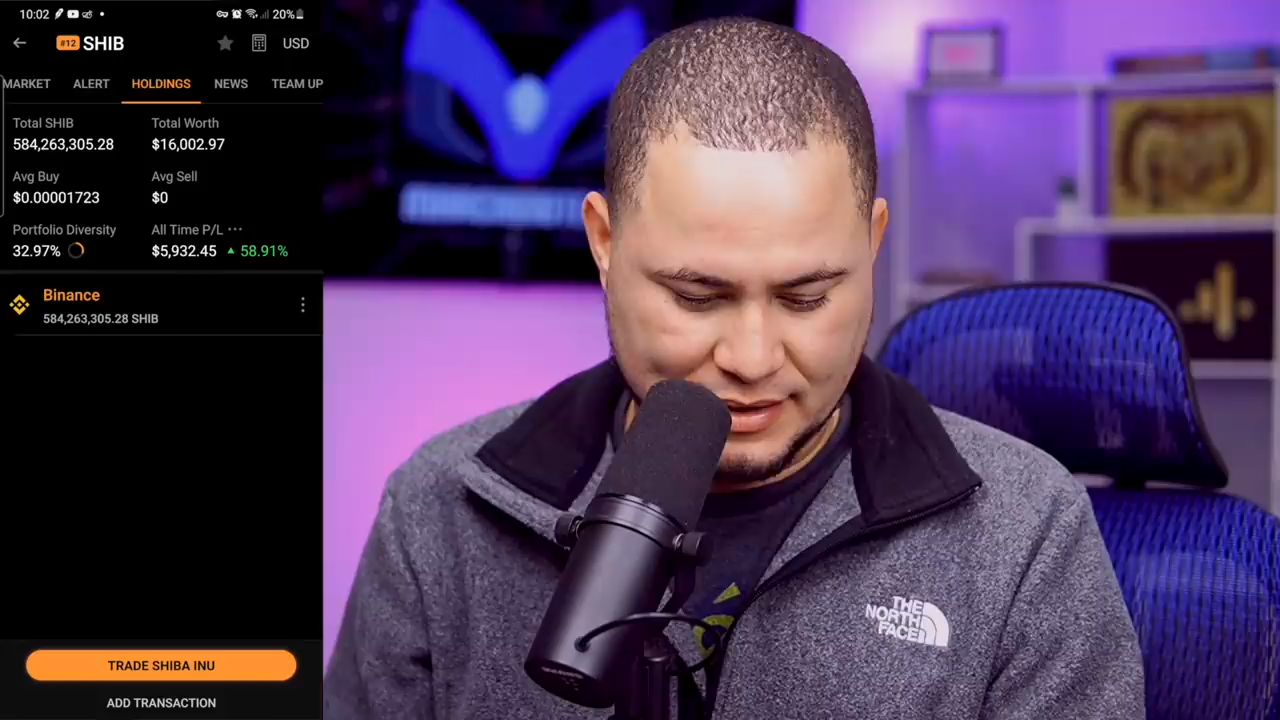 10:02
20%
#12 SHIB
USD
MARKET
ALERT
HOLDINGS
NEWS
TEAM UP
Total SHIB
584,263,305.28
Total Worth
$16,002.97
Avg Buy
$0.00001723
Avg Sell
$0
Portfolio Diversity
32.97%
All Time P/L
$5,932.45
58.91%
Binance
584,263,305.28 SHIB
TRADE SHIBA INU
ADD TRANSACTION
THE
NORTH
FACE